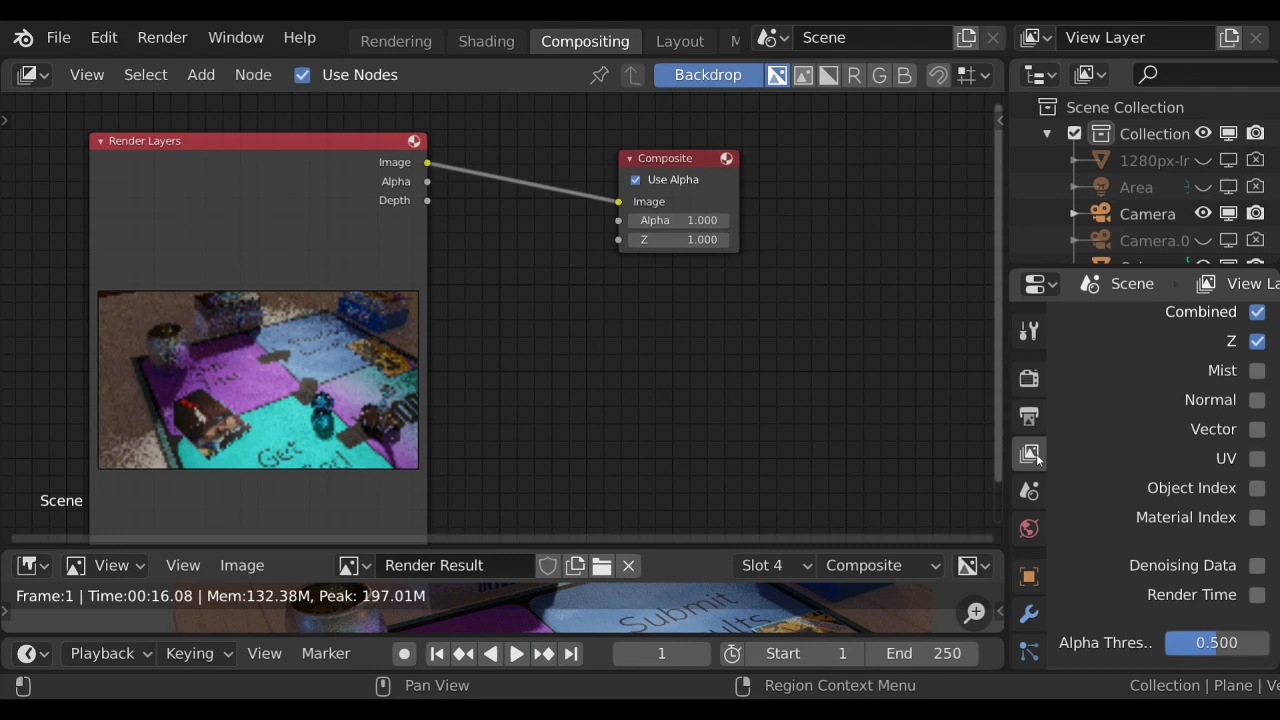 File Edit Render Window Help Rendering Shading Compositing Layout Scene View Layer
View Select Add Node Use Nodes Backdrop R G B
Scene Collection
Collection
Render Layers
Image
Alpha
Depth
Composite
Use Alpha
Image
Alpha 1.000
Z 1.000
Area
Camera
Camera.0
Scene View La
Combined
Z
Mist
Normal
Vector
UV
Object Index
Material Index
Denoising Data
Render Time
Alpha Thres.. 0.500
Get
Scene
View View Image Render Result Slot 4 Composite
Frame:1 | Time:00:16.08 | Mem:132.38M, Peak: 197.01M
Submit
Playback Keying View Marker 1 Start 1 End 250
Pan View Region Context Menu Collection | Plane | Ve